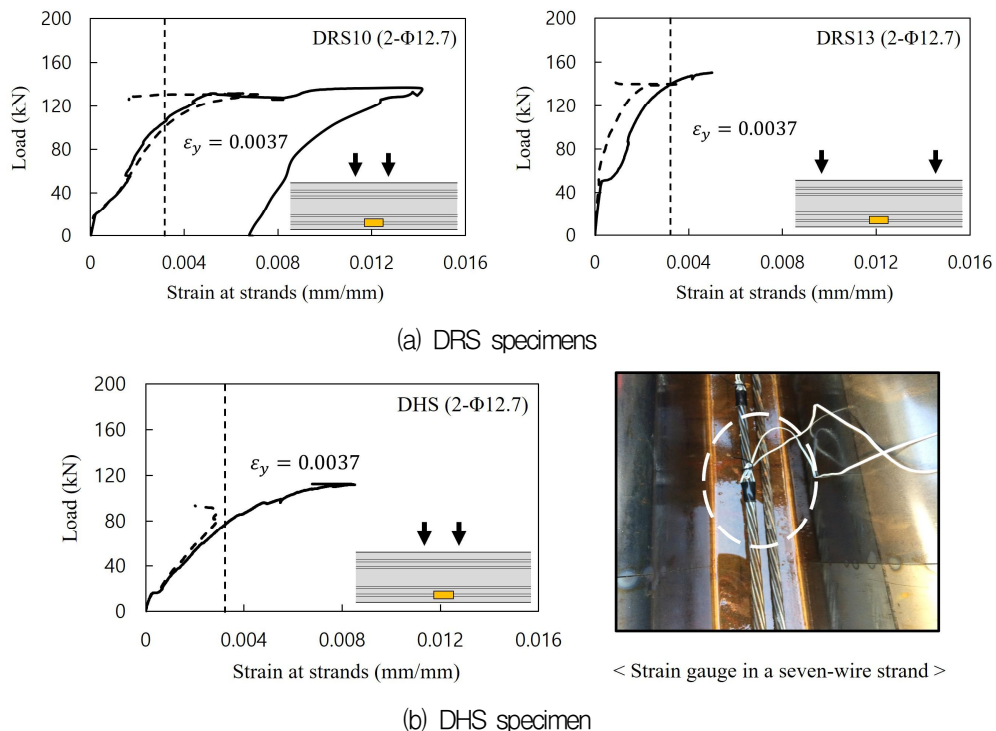 DRS10 (2-Φ12.7)
200
160
120
80
40
0
Load (kN)
εy = 0.0037
0 0.004 0.008 0.012 0.016
Strain at strands (mm/mm)
DRS13 (2-Φ12.7)
200
160
120
80
40
0
Load (kN)
εy = 0.0037
0 0.004 0.008 0.012 0.016
Strain at strands (mm/mm)
(a) DRS specimens
DHS (2-Φ12.7)
200
160
120
80
40
0
Load (kN)
εy = 0.0037
0 0.004 0.008 0.012 0.016
Strain at strands (mm/mm)
< Strain gauge in a seven-wire strand >
(b) DHS specimen